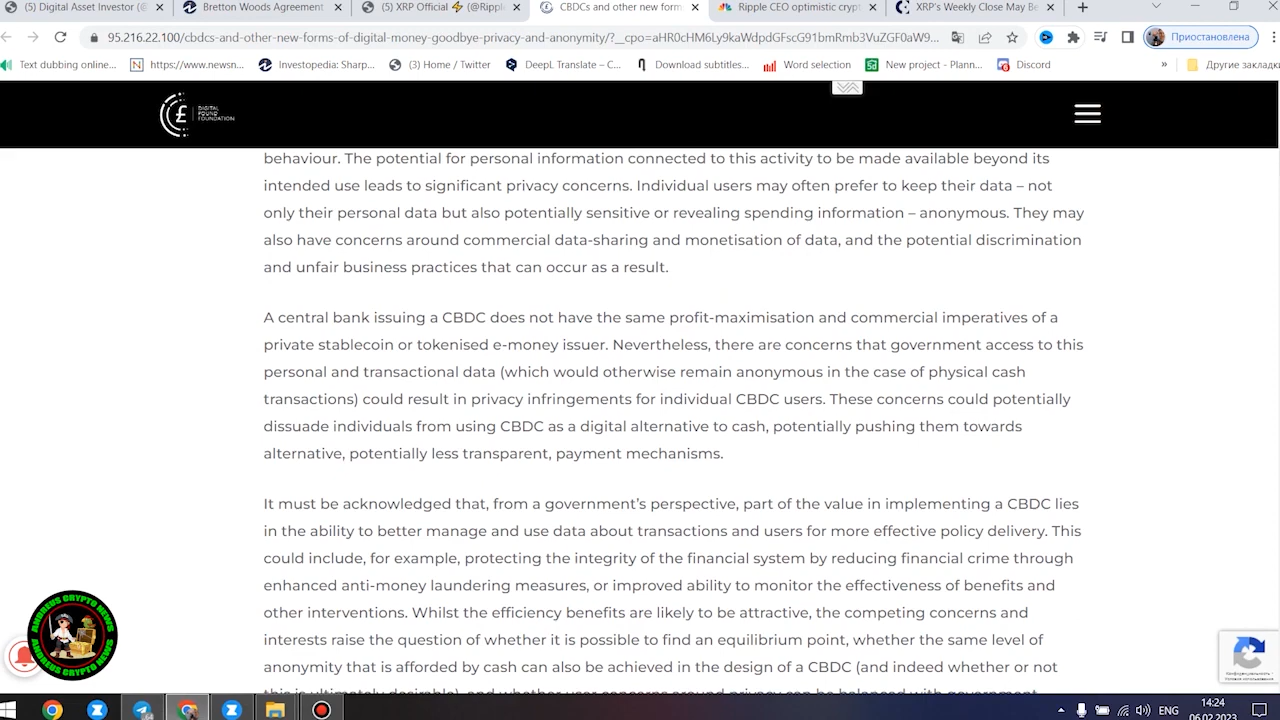 (5) Digital Asset Investor (@
Bretton Woods Agreement
(5) XRP Official ⚡ (@Ripple
CBDCs and other new form
Ripple CEO optimistic crypt
XRP's Weekly Close May Be
95.216.22.100/cbdcs-and-other-new-forms-of-digital-money-goodbye-privacy-and-anonymity/?__cpo=aHR0cHM6Ly9kaWdpdGFscG91bmRmb3VuZGF0aW9...
Приостановлена
Text dubbing online...
https://www.newsn...
Investopedia: Sharp...
(3) Home / Twitter
DeepL Translate – C...
Download subtitles...
Word selection
New project - Plann...
Discord
»
Другие закладки
DIGITAL
POUND
FOUNDATION
behaviour. The potential for personal information connected to this activity to be made available beyond its
intended use leads to significant privacy concerns. Individual users may often prefer to keep their data – not
only their personal data but also potentially sensitive or revealing spending information – anonymous. They may
also have concerns around commercial data-sharing and monetisation of data, and the potential discrimination
and unfair business practices that can occur as a result.
A central bank issuing a CBDC does not have the same profit-maximisation and commercial imperatives of a
private stablecoin or tokenised e-money issuer. Nevertheless, there are concerns that government access to this
personal and transactional data (which would otherwise remain anonymous in the case of physical cash
transactions) could result in privacy infringements for individual CBDC users. These concerns could potentially
dissuade individuals from using CBDC as a digital alternative to cash, potentially pushing them towards
alternative, potentially less transparent, payment mechanisms.
It must be acknowledged that, from a government's perspective, part of the value in implementing a CBDC lies
in the ability to better manage and use data about transactions and users for more effective policy delivery. This
could include, for example, protecting the integrity of the financial system by reducing financial crime through
enhanced anti-money laundering measures, or improved ability to monitor the effectiveness of benefits and
other interventions. Whilst the efficiency benefits are likely to be attractive, the competing concerns and
interests raise the question of whether it is possible to find an equilibrium point, whether the same level of
anonymity that is afforded by cash can also be achieved in the design of a CBDC (and indeed whether or not
ANDREUS CRYPTO NEWS
ANDREUS CRYPTO NEWS
Конфиденциальность -
Условия использования
ENG
14:24
06.02.2023